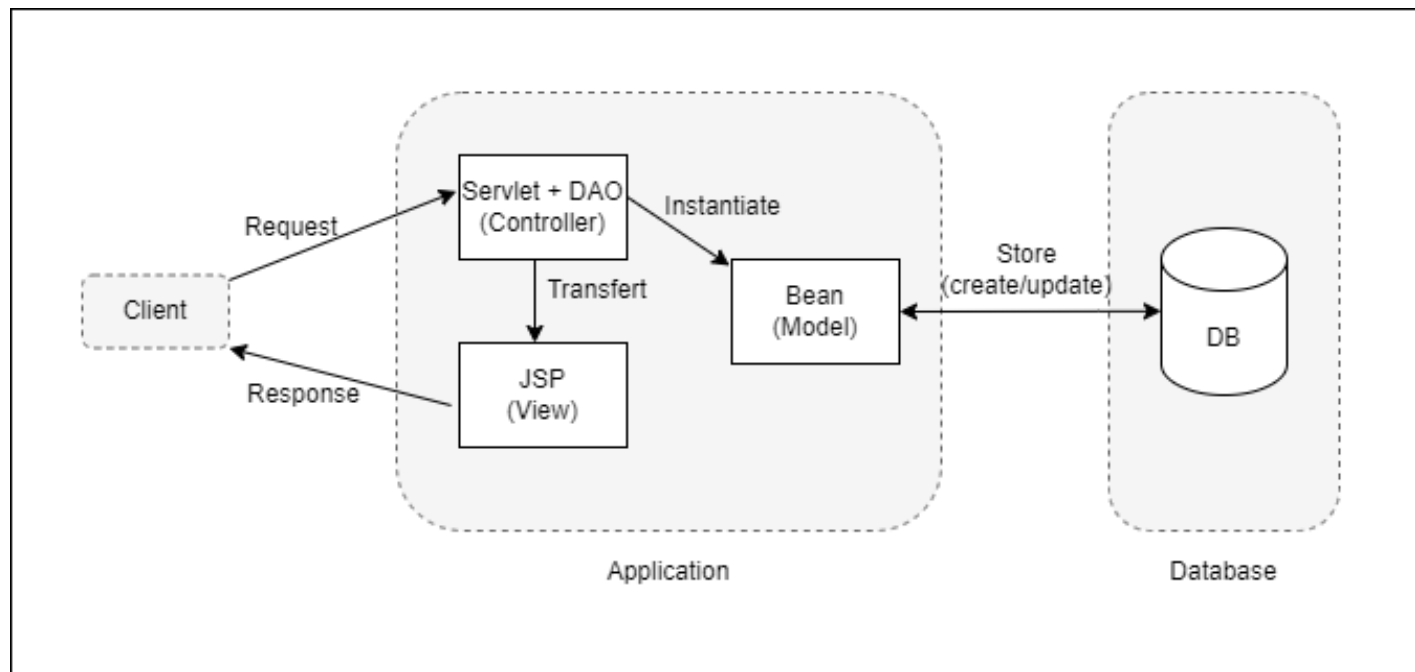 Servlet + DAO
(Controller)
Instantiate
Request
Store
(create/update)
Transfert
Bean
(Model)
Client
DB
JSP
(View)
Response
Application
Database